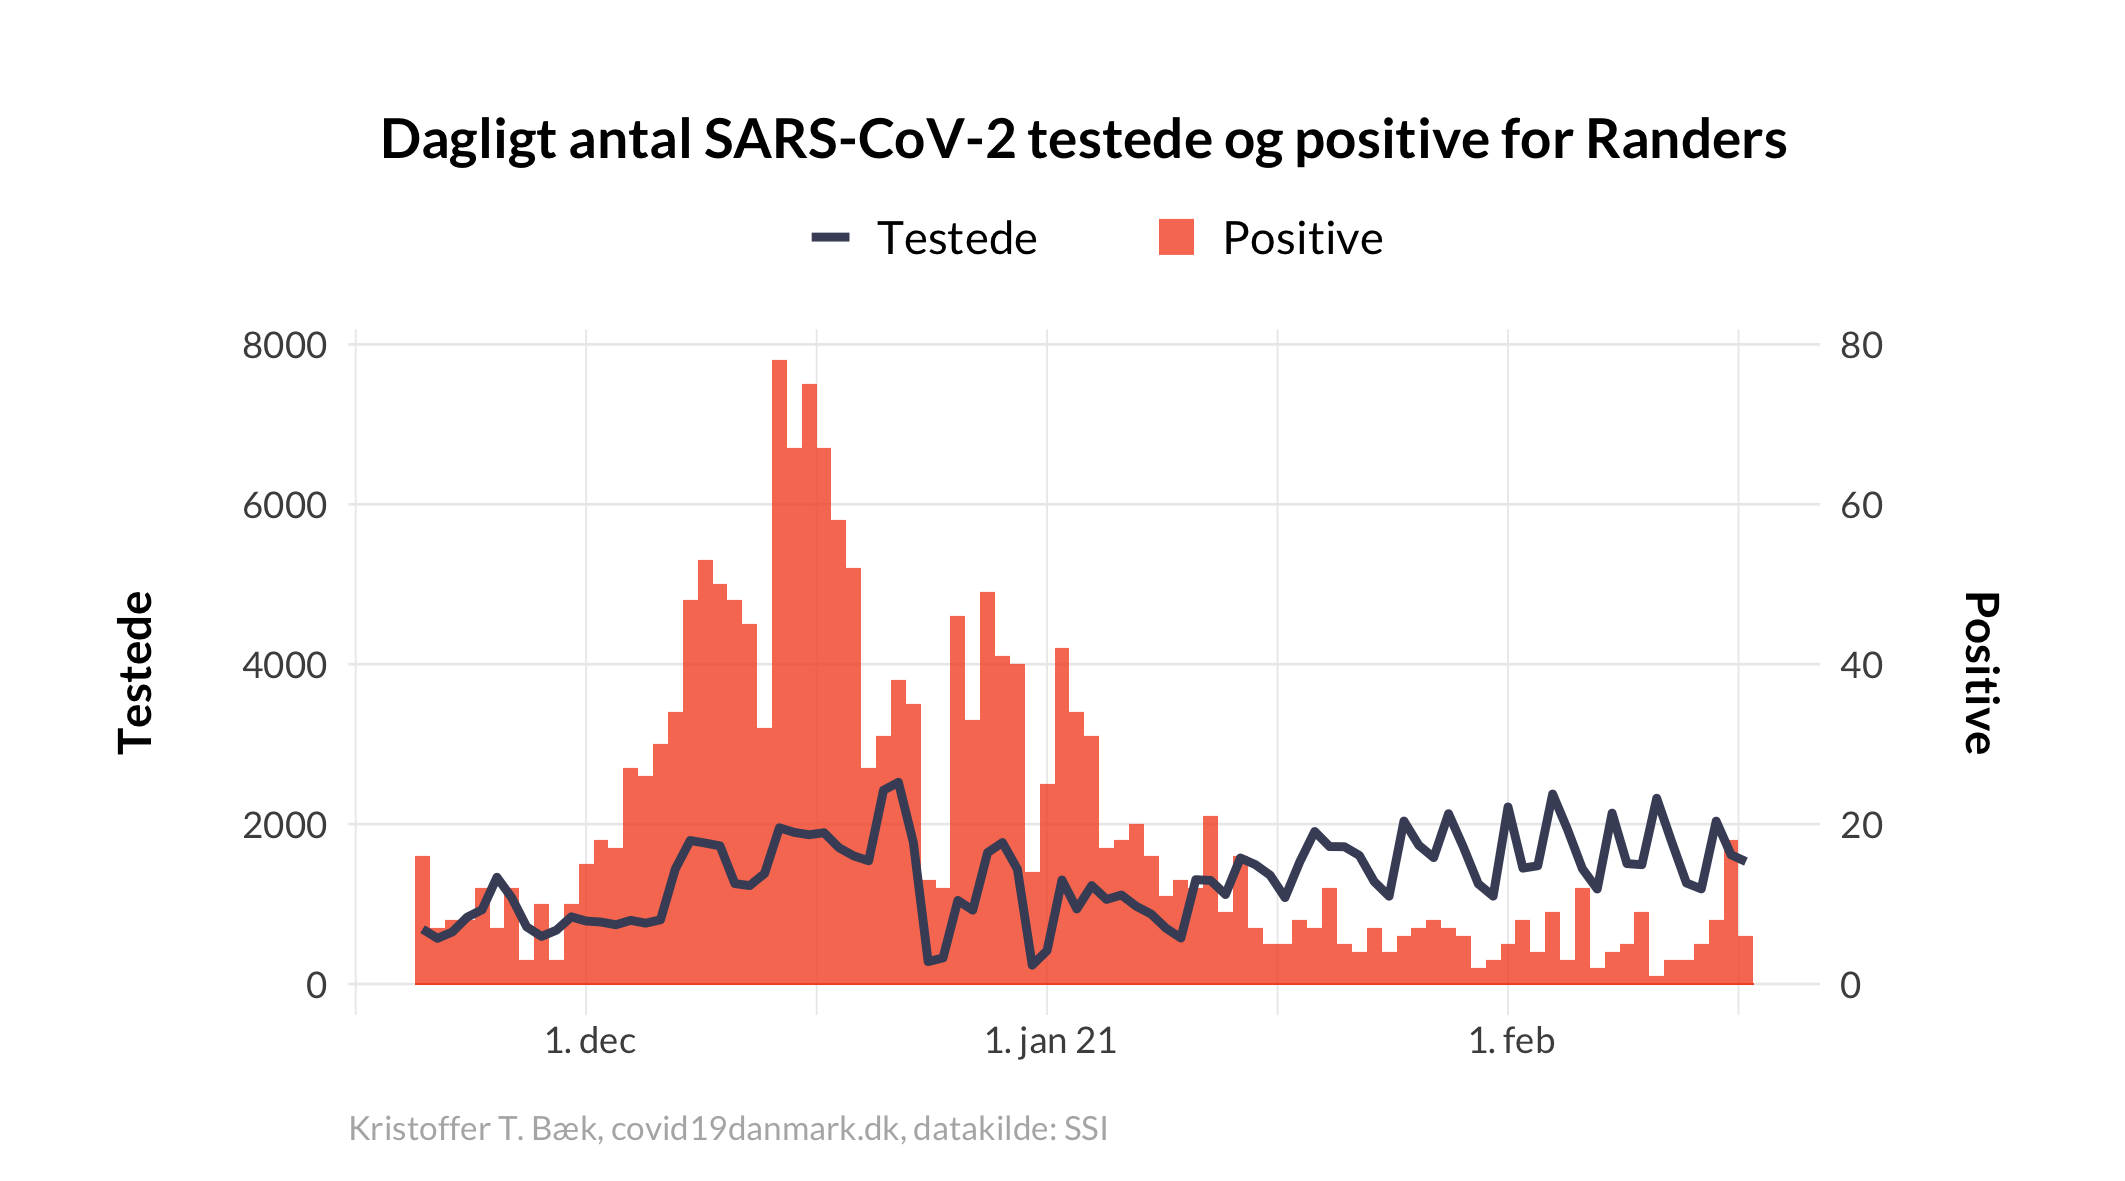 Dagligt antal SARS-CoV-2 testede og positive for Randers
Testede Positive
8000 80
6000 60
4000 40
2000 20
0 0
Testede
Positive
1. dec 1. jan 21 1. feb
Kristoffer T. Bæk, covid19danmark.dk, datakilde: SSI